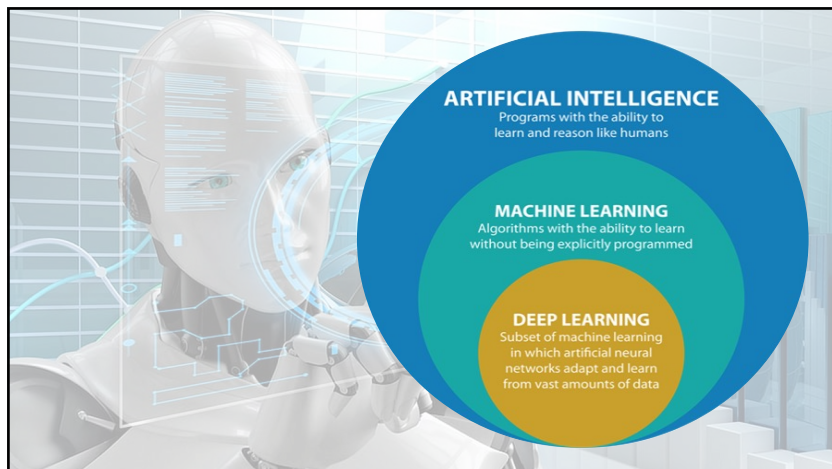 ARTIFICIAL INTELLIGENCE
Programs with the ability to
learn and reason like humans
MACHINE LEARNING
Algorithms with the ability to learn
without being explicitly programmed
DEEP LEARNING
Subset of machine learning
in which artificial neural
networks adapt and learn
from vast amounts of data